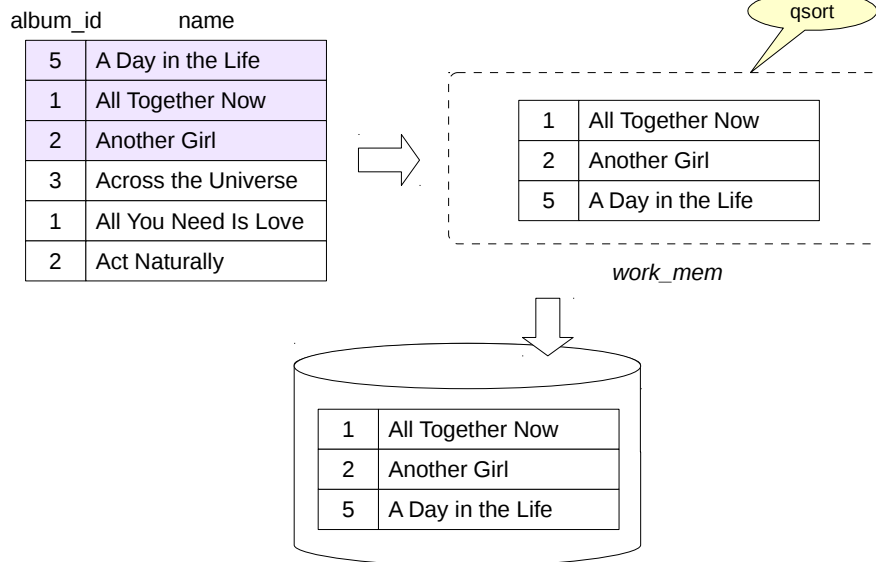 album_id name
qsort
5 A Day in the Life
1 All Together Now
2 Another Girl
3 Across the Universe
1 All You Need Is Love
2 Act Naturally
1 All Together Now
2 Another Girl
5 A Day in the Life
work_mem
1 All Together Now
2 Another Girl
5 A Day in the Life